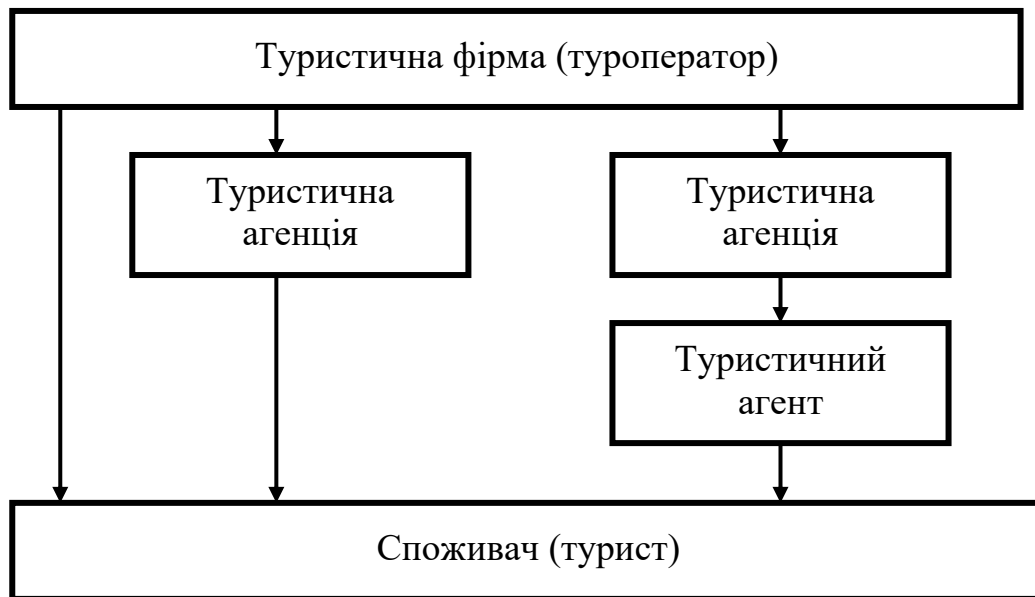 Туристична фірма (туроператор)
Туристична
агенція
Туристична
агенція
Туристичний
агент
Споживач (турист)